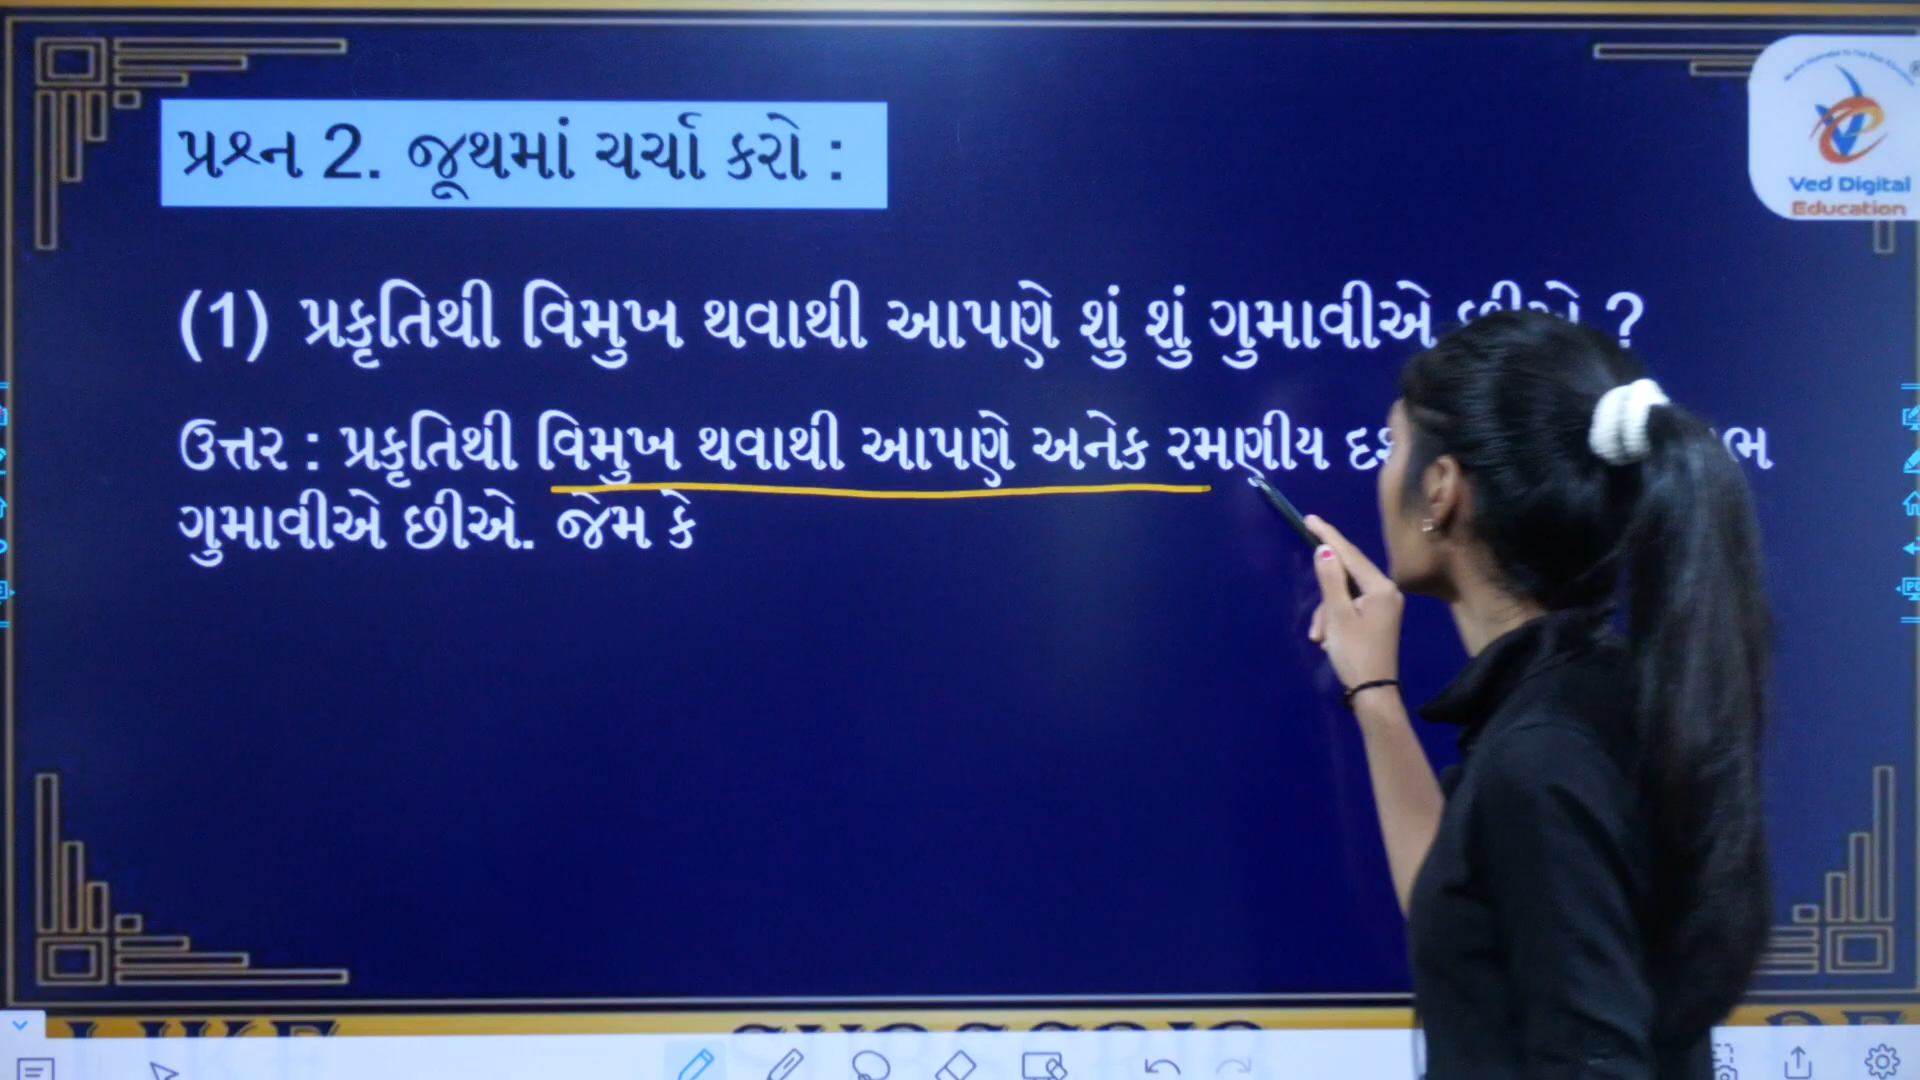 પ્રશ્ન 2. જૂથમાં ચર્ચા કરો :
Ved Digital
Education
(1) પ્રકૃતિથી વિમુખ થવાથી આપણે શું શું ગુમાવીએ છીએ ?
ઉત્તર : પ્રકૃતિથી વિમુખ થવાથી આપણે અનેક રમણીય
ગુમાવીએ છીએ. જેમ કે
LIKE